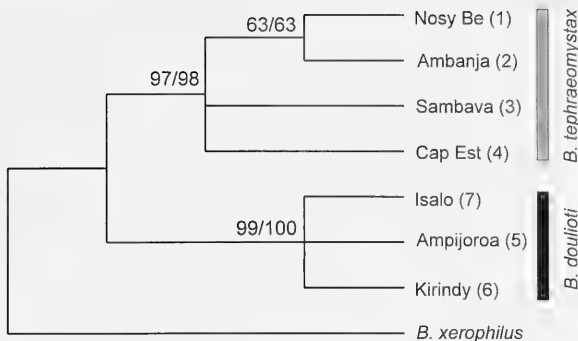 Nosy Be (1)
63/63
Ambanja (2)
97/98
Sambava (3)
Cap Est (4)
B. tephraeomystax
Isalo (7)
99/100
Ampijoroa (5)
Kirindy (6)
B. doulioti
B. xerophilus